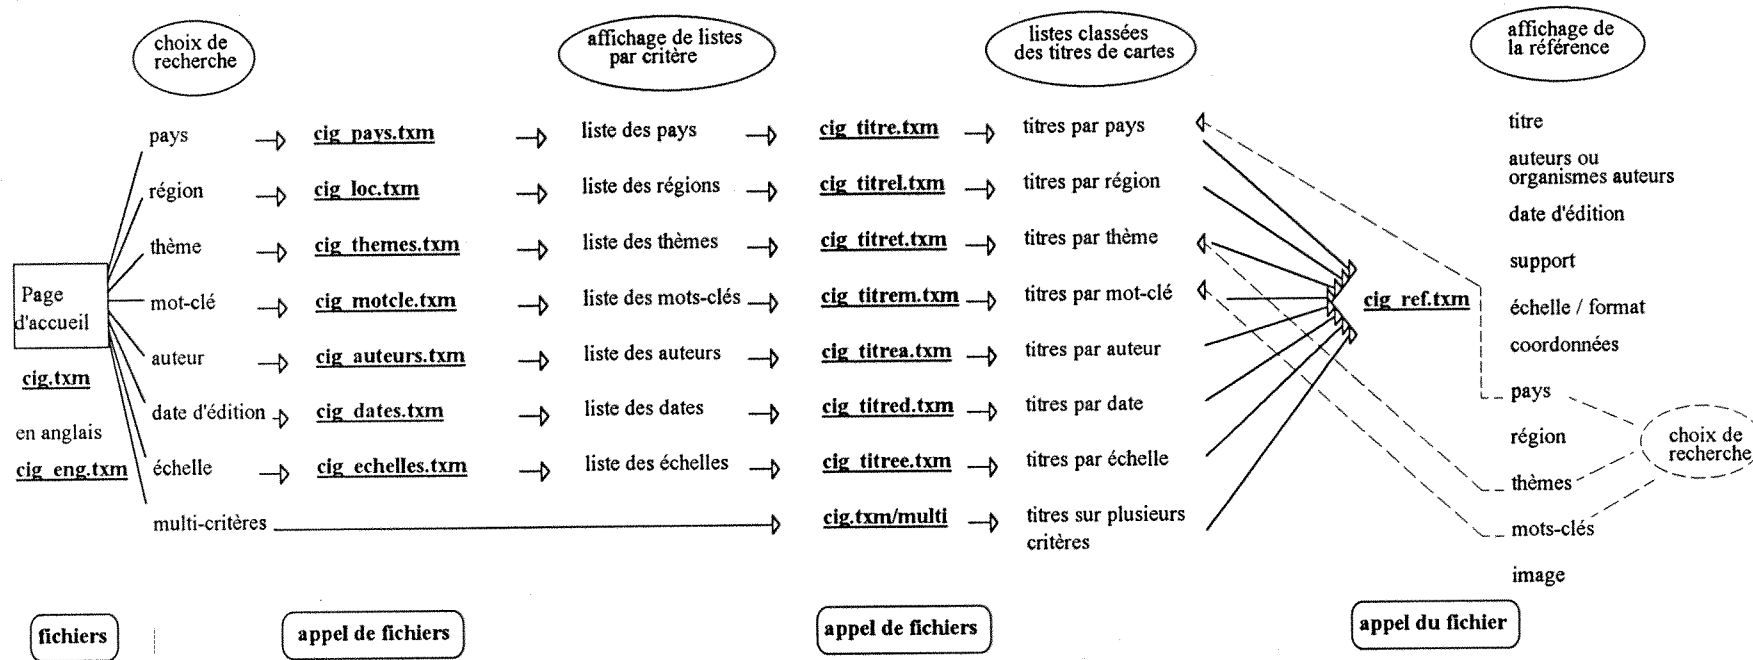 choix de
recherche
affichage de listes
par critère
listes classées
des titres de cartes
affichage de
la référence
pays
cig_pays.txm
liste des pays
cig_titre.txm
titres par pays
titre
région
cig_loc.txm
liste des régions
cig_titrel.txm
titres par région
auteurs ou
organismes auteurs
thème
cig_themes.txm
liste des thèmes
cig_titret.txm
titres par thème
date d'édition
support
Page
d'accueil
mot-clé
cig_motcle.txm
liste des mots-clés
cig_titrem.txm
titres par mot-clé
cig_ref.txm
échelle / format
coordonnées
auteur
cig_auteurs.txm
liste des auteurs
cig_titrea.txm
titres par auteur
cig.txm
pays
date d'édition
cig_dates.txm
liste des dates
cig_titred.txm
titres par date
en anglais
région
choix de
recherche
cig_eng.txm
échelle
cig_echelles.txm
liste des échelles
cig_titree.txm
titres par échelle
thèmes
multi-critères
cig.txm/multi
titres sur plusieurs
critères
mots-clés
image
fichiers
appel de fichiers
appel de fichiers
appel du fichier